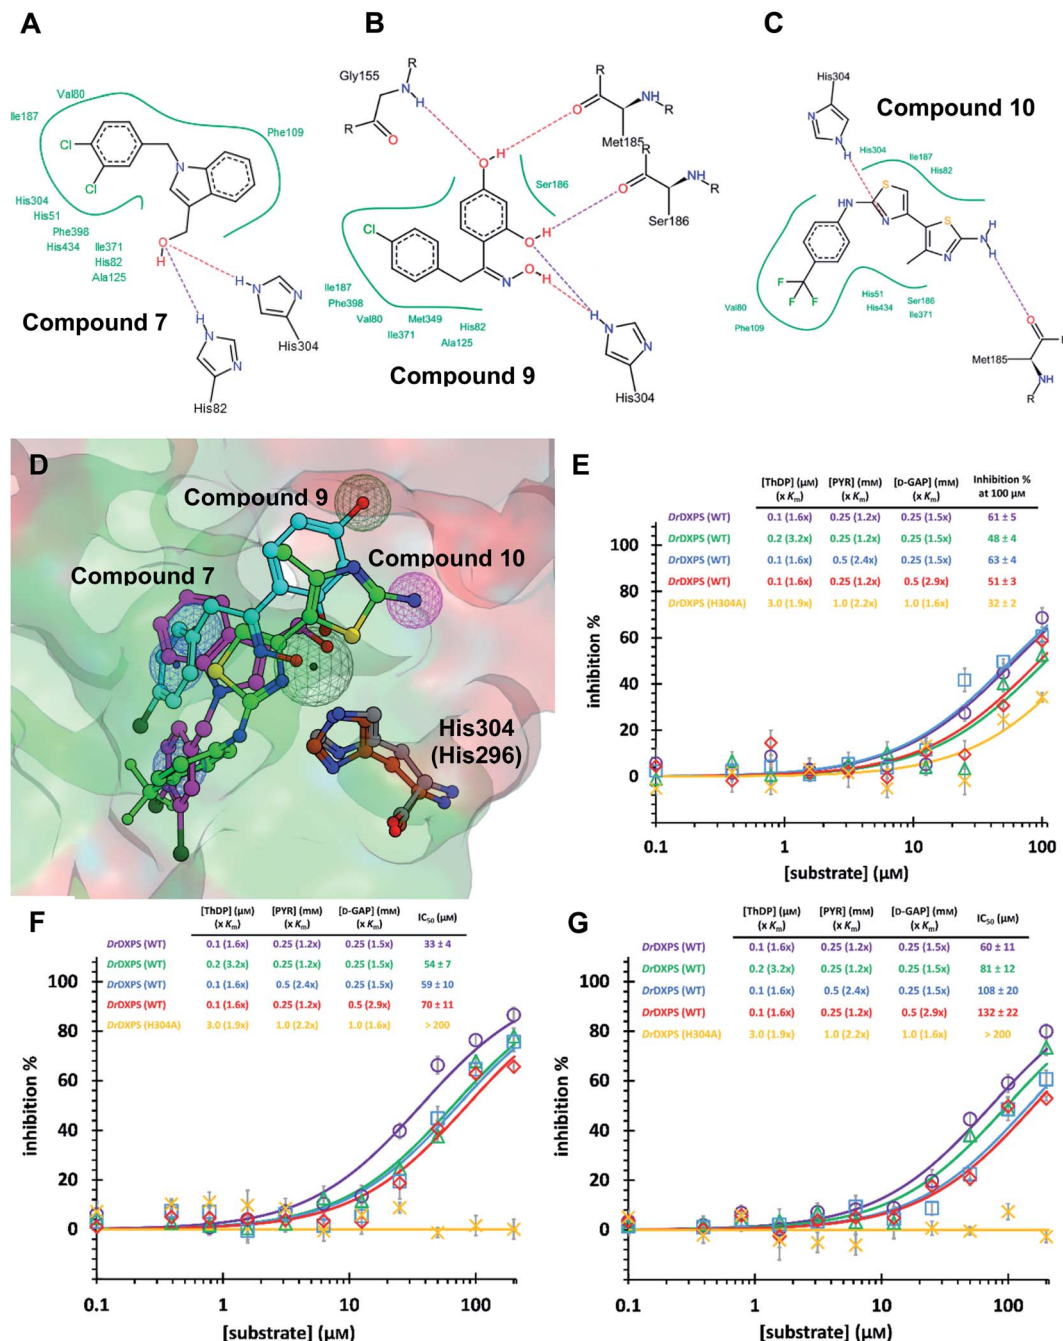 A
Val80
Ile187
Phe109
Cl
Cl
N
His304
His51
Phe398
His434
Ile371
His82
Ala125
O
H
H
N
N
His304
H
N
N
His82
Compound 7
B
R
Gly155
N
H
R
O
R
O
NH
R
Met185
O
H
R
Ser186
O
NH
R
Ser186
Cl
O
H
N
O
H
Ile187
Phe398
Val80
Met349
His82
Ile371
Ala125
H
N
N
His304
Compound 9
C
His304
N
N
H
Compound 10
His304
Ile187
His82
S
HN
N
S
N
H
N
H
F
F
F
His51
His434
Ser186
Ile371
Val80
Phe109
O
Met185
NH
R
D
Compound 9
Compound 10
Compound 7
His304
(His296)
E
[ThDP] (μM) [PYR] (mM) [D-GAP] (mM) Inhibition %
(x Km) (x Km) (x Km) at 100 μM
DrDXPS (WT) 0.1 (1.6x) 0.25 (1.2x) 0.25 (1.5x) 61 ± 5
DrDXPS (WT) 0.2 (3.2x) 0.25 (1.2x) 0.25 (1.5x) 48 ± 4
DrDXPS (WT) 0.1 (1.6x) 0.5 (2.4x) 0.25 (1.5x) 63 ± 4
DrDXPS (WT) 0.1 (1.6x) 0.25 (1.2x) 0.5 (2.9x) 51 ± 3
DrDXPS (H304A) 3.0 (1.9x) 1.0 (2.2x) 1.0 (1.6x) 32 ± 2
100
80
60
40
20
0
inhibition %
0.1 1 10 100
[substrate] (μM)
F
[ThDP] (μM) [PYR] (mM) [D-GAP] (mM) IC50 (μM)
(x Km) (x Km) (x Km)
DrDXPS (WT) 0.1 (1.6x) 0.25 (1.2x) 0.25 (1.5x) 33 ± 4
DrDXPS (WT) 0.2 (3.2x) 0.25 (1.2x) 0.25 (1.5x) 54 ± 7
DrDXPS (WT) 0.1 (1.6x) 0.5 (2.4x) 0.25 (1.5x) 59 ± 10
DrDXPS (WT) 0.1 (1.6x) 0.25 (1.2x) 0.5 (2.9x) 70 ± 11
DrDXPS (H304A) 3.0 (1.9x) 1.0 (2.2x) 1.0 (1.6x) > 200
100
80
60
40
20
0
inhibition %
0.1 1 10 100
[substrate] (μM)
G
[ThDP] (μM) [PYR] (mM) [D-GAP] (mM) IC50 (μM)
(x Km) (x Km) (x Km)
DrDXPS (WT) 0.1 (1.6x) 0.25 (1.2x) 0.25 (1.5x) 60 ± 11
DrDXPS (WT) 0.2 (3.2x) 0.25 (1.2x) 0.25 (1.5x) 81 ± 12
DrDXPS (WT) 0.1 (1.6x) 0.5 (2.4x) 0.25 (1.5x) 108 ± 20
DrDXPS (WT) 0.1 (1.6x) 0.25 (1.2x) 0.5 (2.9x) 132 ± 22
DrDXPS (H304A) 3.0 (1.9x) 1.0 (2.2x) 1.0 (1.6x) > 200
100
80
60
40
20
0
inhibition %
0.1 1 10 100
[substrate] (μM)